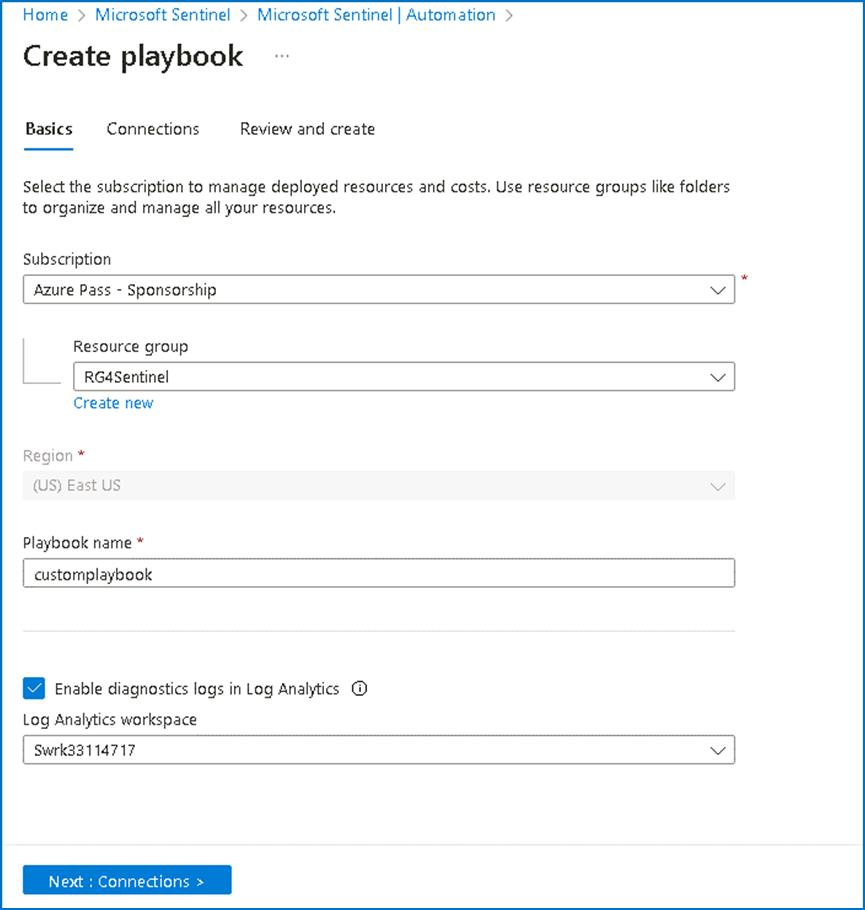 Home > Microsoft Sentinel > Microsoft Sentinel | Automation >
Create playbook ...
Basics Connections Review and create
Select the subscription to manage deployed resources and costs. Use resource groups like folders
to organize and manage all your resources.
Subscription
Azure Pass - Sponsorship *
Resource group
RG4Sentinel
Create new
Region *
(US) East US
Playbook name *
customplaybook
Enable diagnostics logs in Log Analytics
Log Analytics workspace
Swrk33114717
Next : Connections >